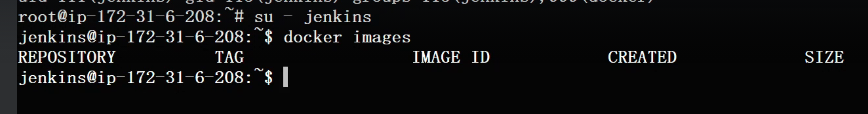 root@ip-172-31-6-208:~# su - jenkins
jenkins@ip-172-31-6-208:~$ docker images
REPOSITORY TAG IMAGE ID CREATED SIZE
jenkins@ip-172-31-6-208:~$